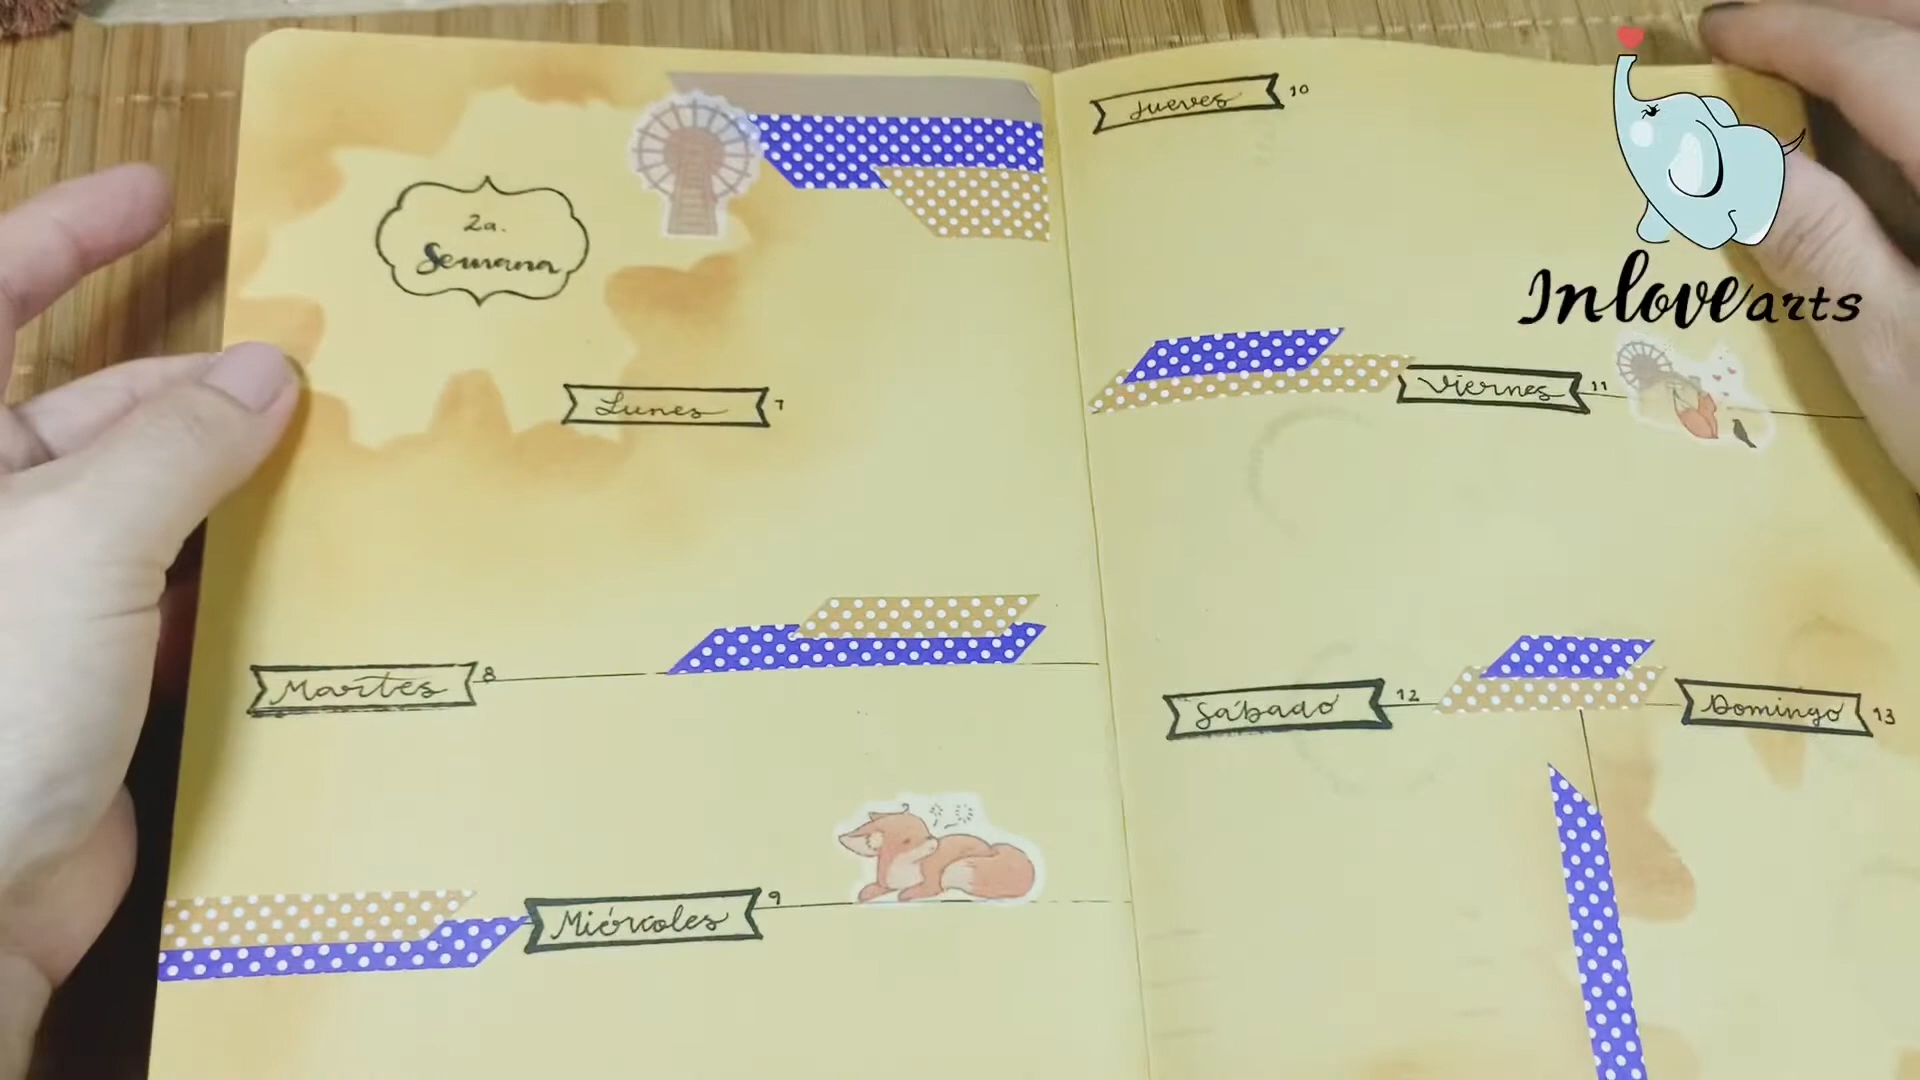 2a.
Semana
Lunes 7
Martes 8
Miércoles 9
Jueves 10
Viernes 11
Sábado 12
Domingo 13
Inlovearts